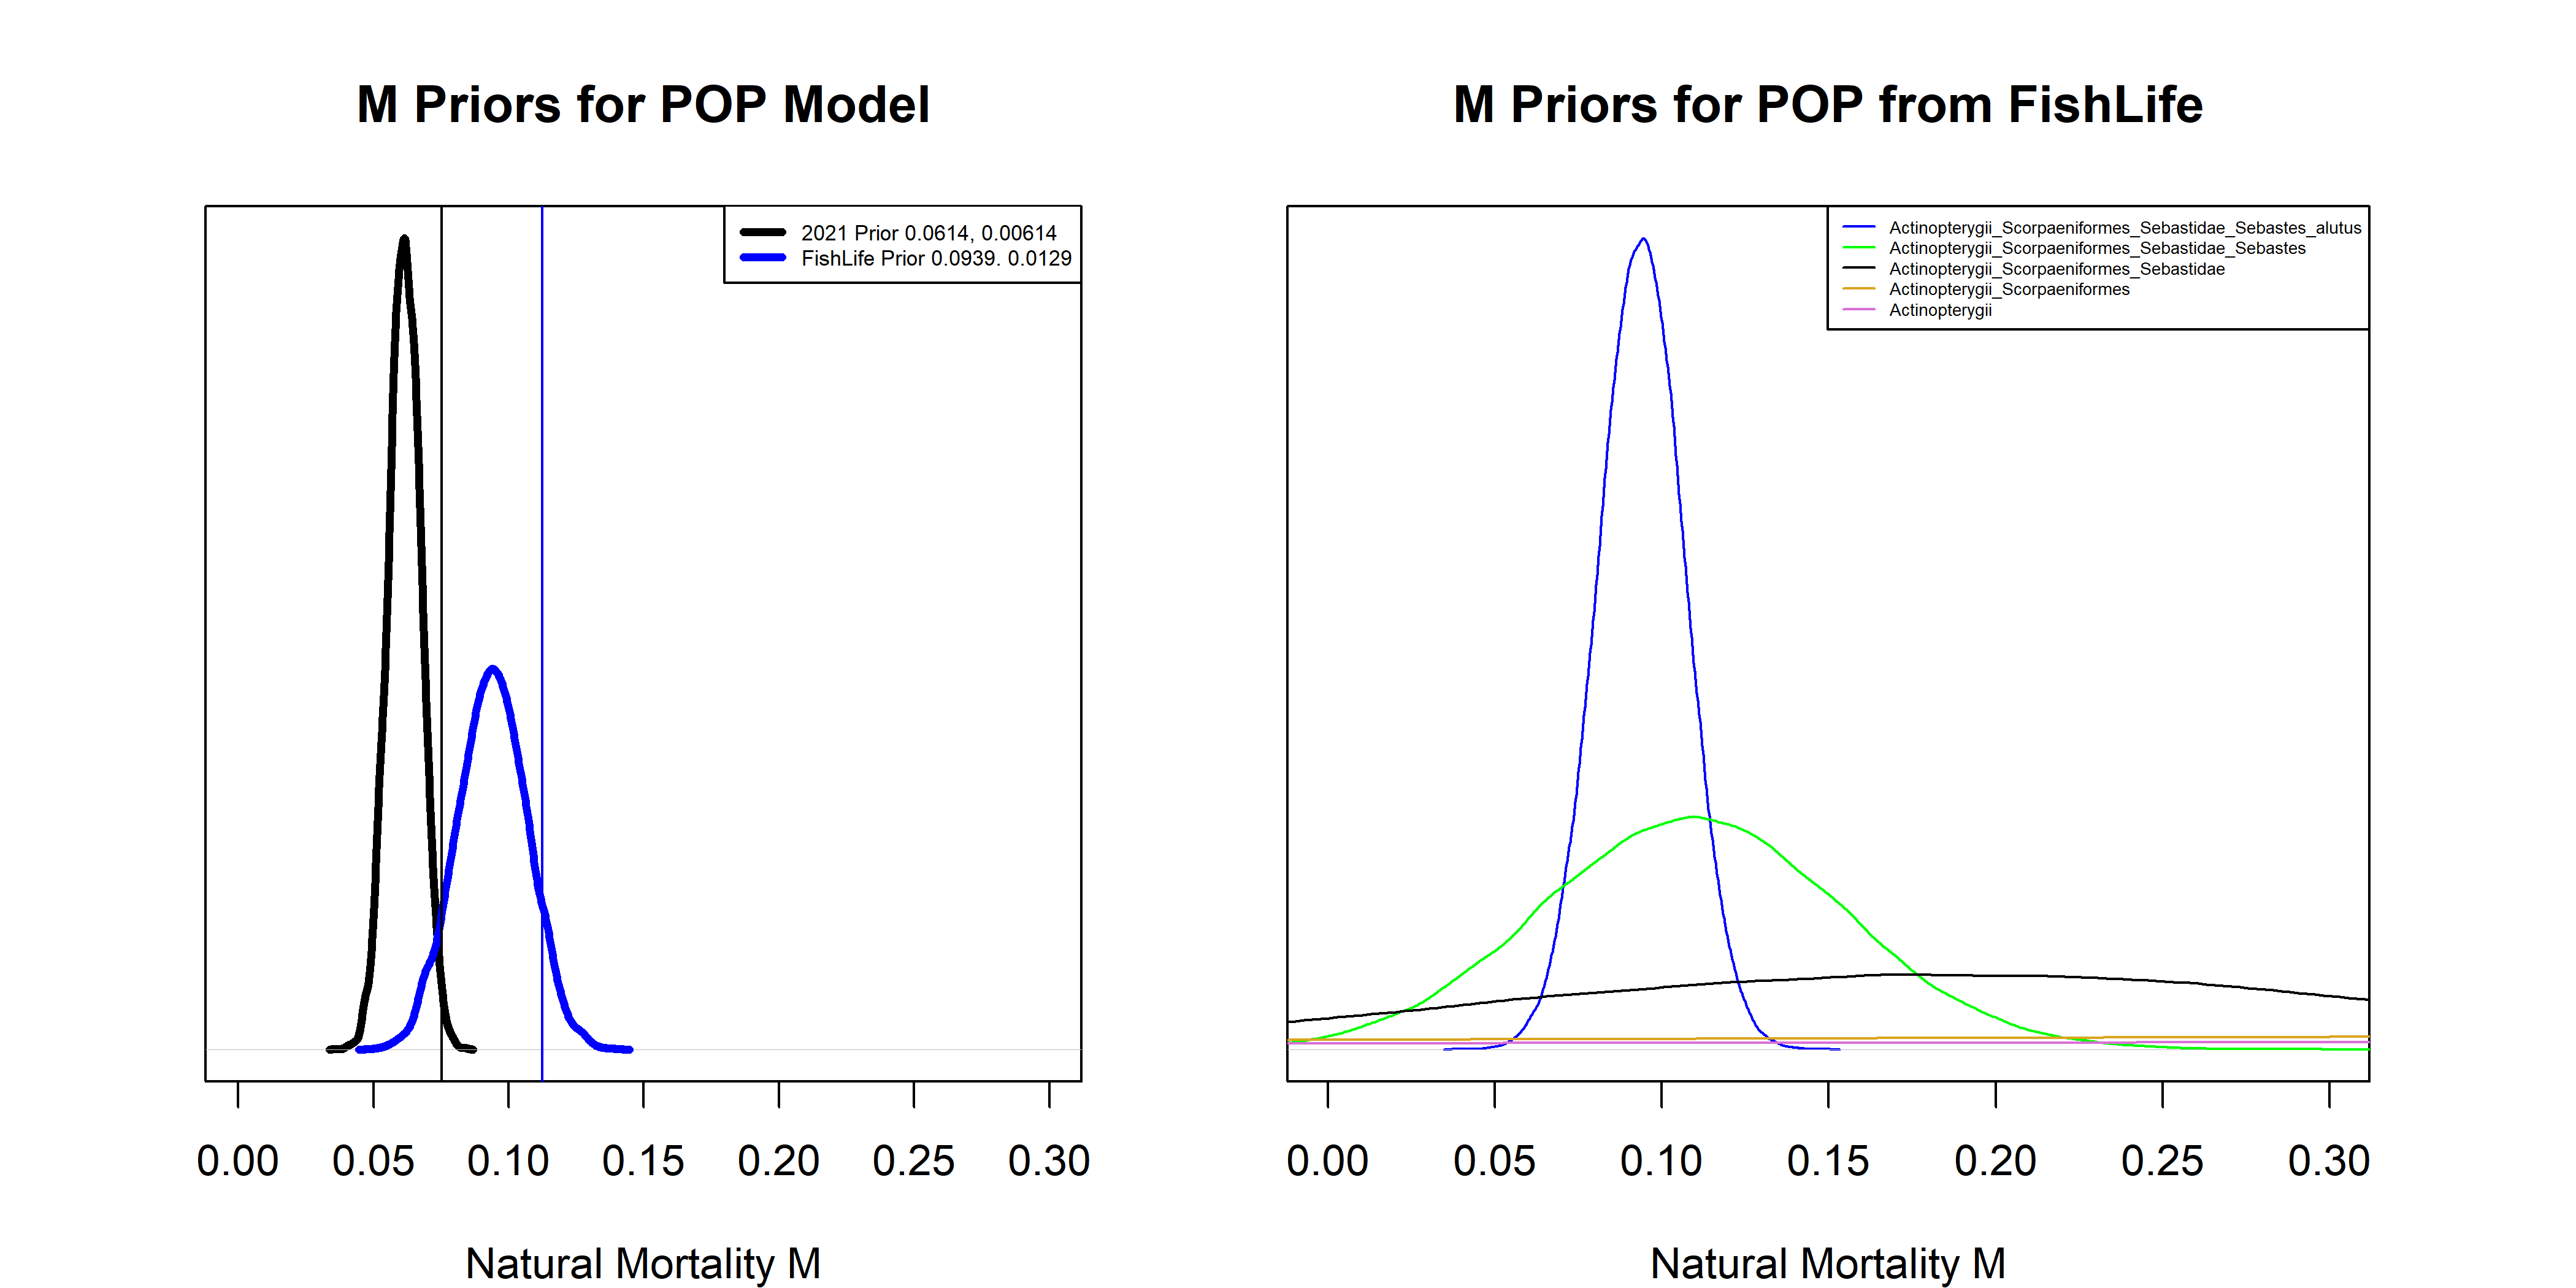 M Priors for POP Model
2021 Prior 0.0614, 0.00614
FishLife Prior 0.0939. 0.0129
0.00 0.05 0.10 0.15 0.20 0.25 0.30
Natural Mortality M
M Priors for POP from FishLife
Actinopterygii_Scorpaeniformes_Sebastidae_Sebastes_alutus
Actinopterygii_Scorpaeniformes_Sebastidae_Sebastes
Actinopterygii_Scorpaeniformes_Sebastidae
Actinopterygii_Scorpaeniformes
Actinopterygii
0.00 0.05 0.10 0.15 0.20 0.25 0.30
Natural Mortality M